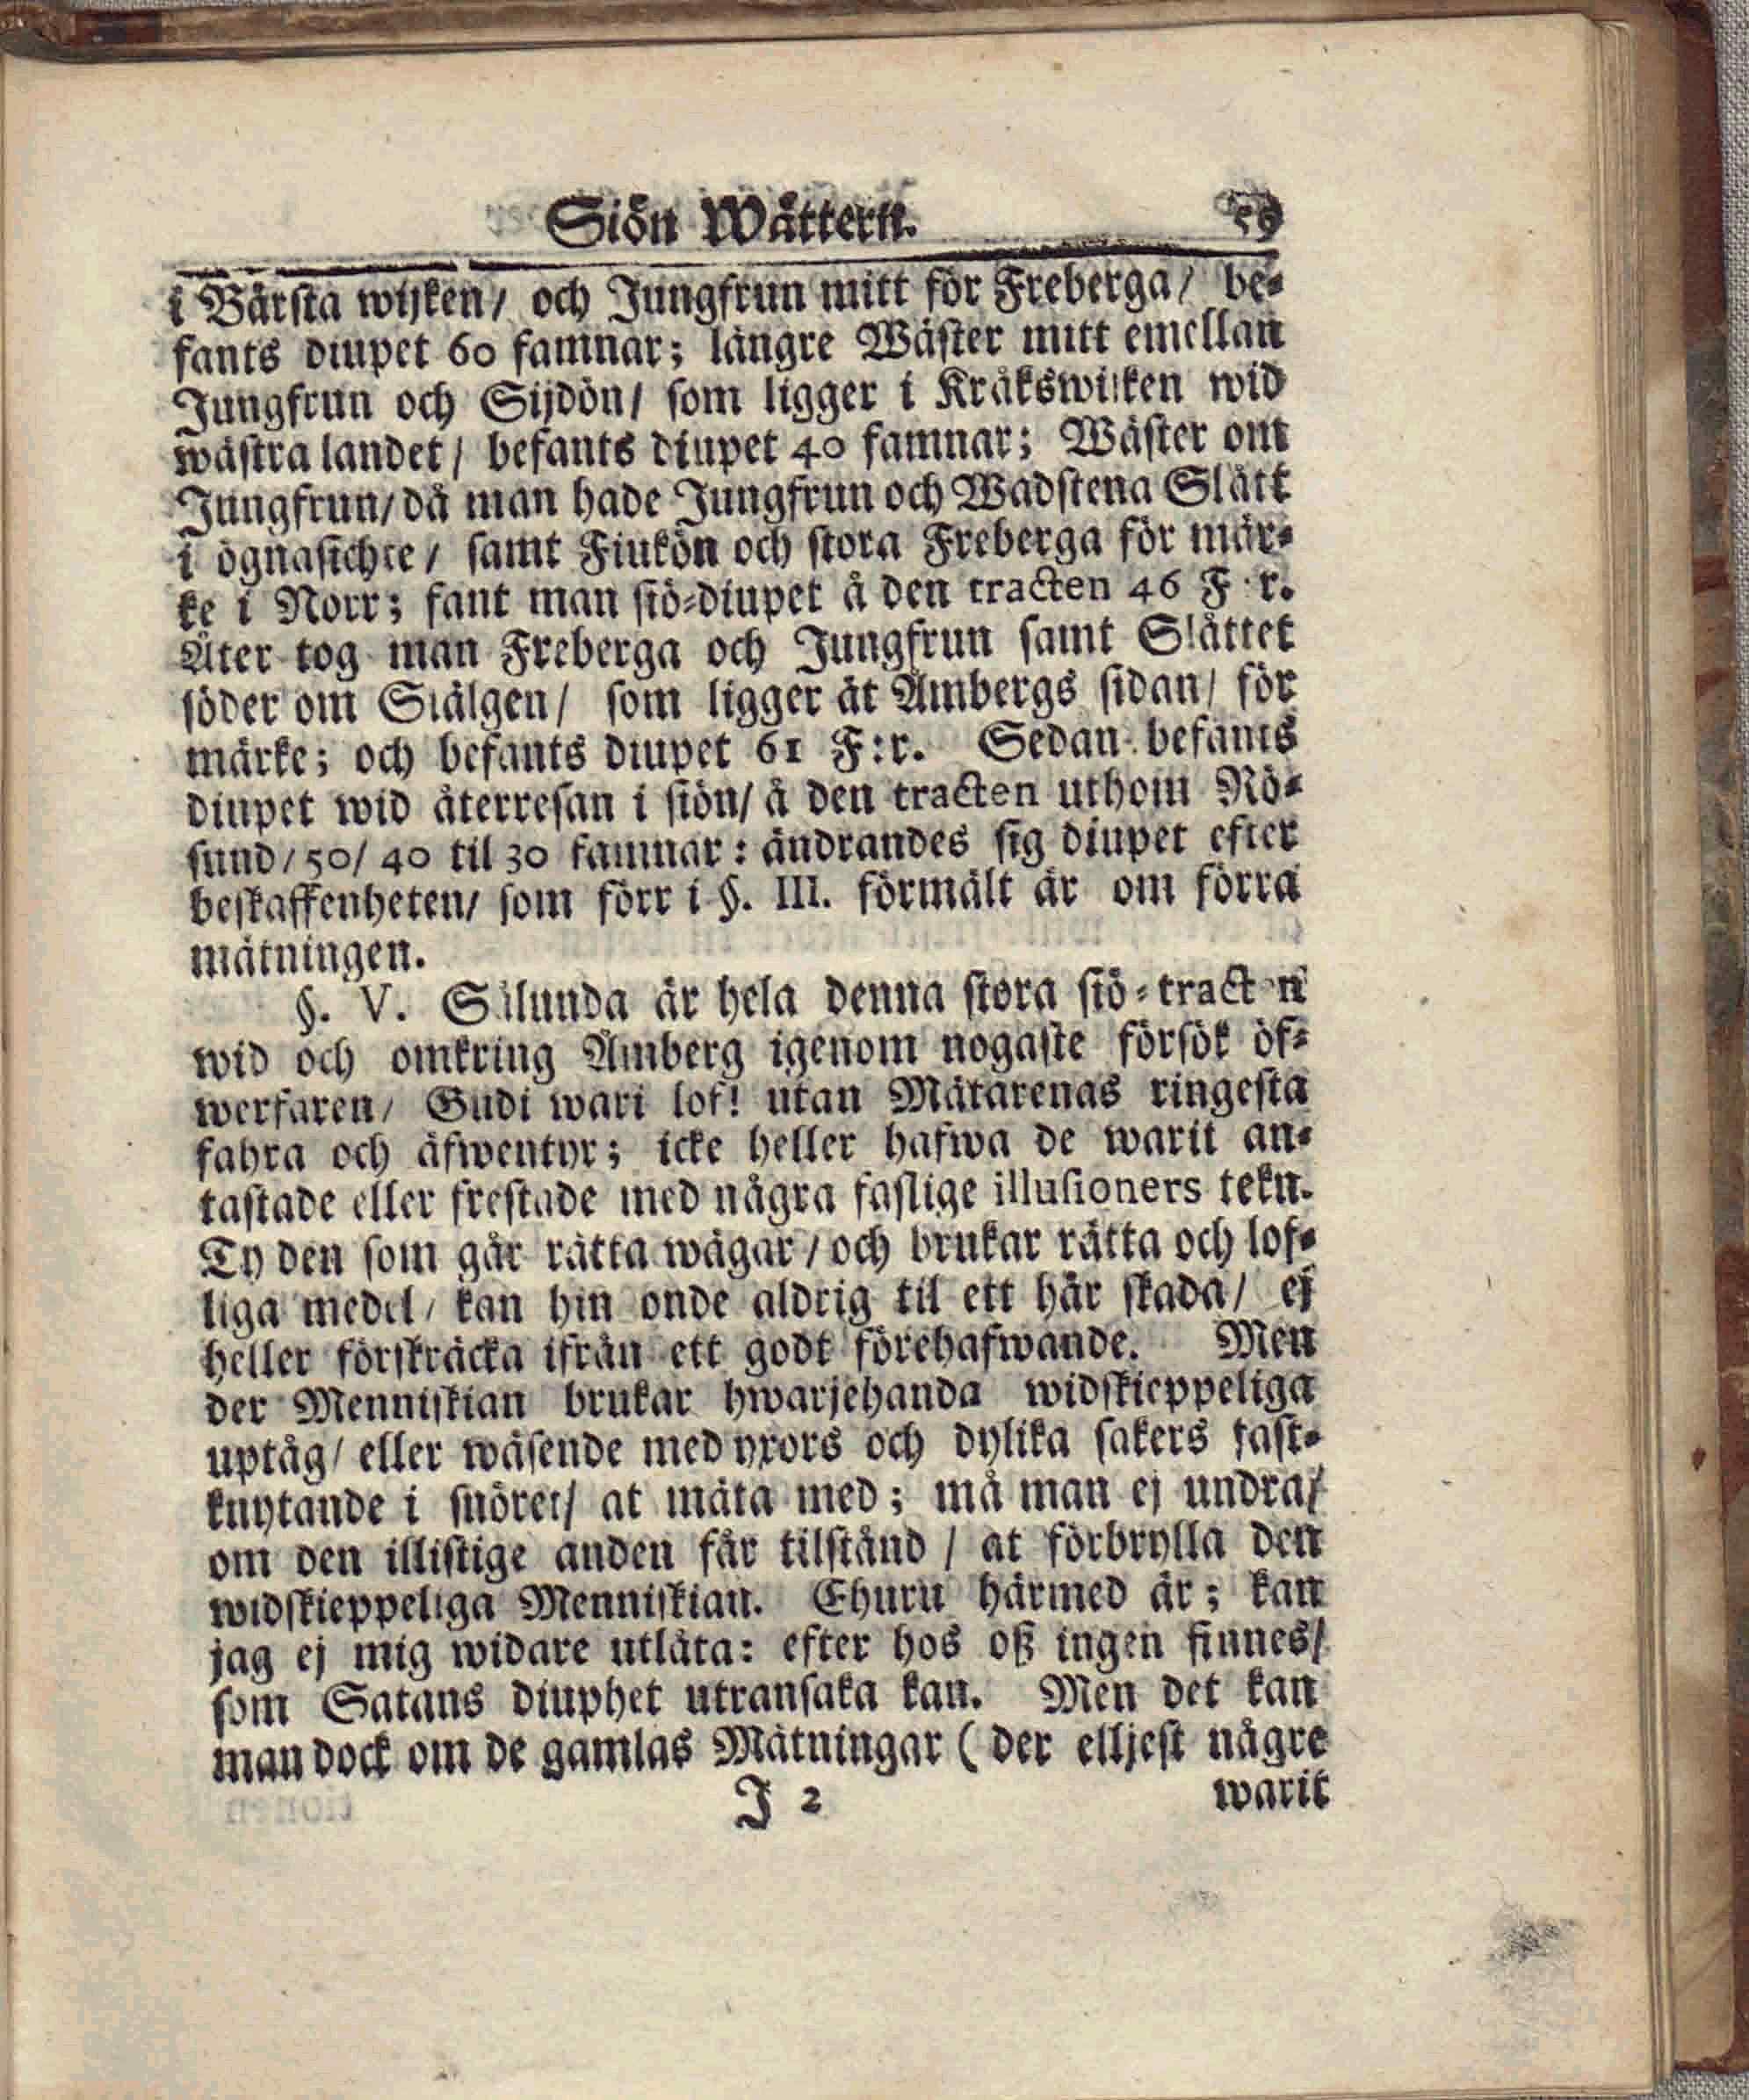 Siön Wättern. 59
i Bärsta wijken/ och Jungfrun mitt för Freberga/ be-
fants diupet 60 famnar; längre Wäster mitt emellan
Jungfrun och Sijdön/ som ligger i Kråkswijken wid
wästra landet/ befants diupet 40 famnar; Wäster om
Jungfrun/ då man hade Jungfrun och Wadstena Slått
i ögnasichte/ samt Fiukön och stora Freberga för mär-
ke i Norr; fant man siö-diupet å den tracten 46 F:r.
Åter tog man Freberga och Jungfrun samt Slåttet
söder om Stälgen/ som ligger åt Åmbergs sidan/ för
märke; och befants diupet 61 F:r. Sedan befants
diupet wid återresan i siön/ å den tracten uthom Rö-
sund/ 50/ 40 til 30 famnar: ändrandes sig diupet efter
beskaffenheten/ som förr i §. III. förmält är om förra
mätningen.
§. V. Sålunda är hela denna stora siö-tracten
wid och omkring Åmberg igenom nogaste försök öf-
werfaren/ Gudi wari lof! utan Mätarenas ringesta
fahra och äfwentyr; icke heller hafwa de warit an-
tastade eller frestade med några faslige illusioners tekn.
Ty den som går rätta wägar/ och brukar rätta och lof-
liga medel/ kan hin onde aldrig til ett hår skada/ ej
heller förskräcka ifrån ett godt förehafwande. Men
der Menniskian brukar hwarjehanda widskieppeliga
uptåg/ eller wäsende med yxors och dylika sakers fast-
knytande i snöret/ at mäta med; må man ej undra/
om den illistige anden får tilstånd / at förbrylla den
widskieppeliga Menniskian. Ehuru härmed är; kan
jag ej mig widare utlåta: efter hos oß ingen finnes/
som Satans diuphet utransaka kan. Men det kan
man dock om de gamlas Mätningar ( der elljest någre
J 2 warit